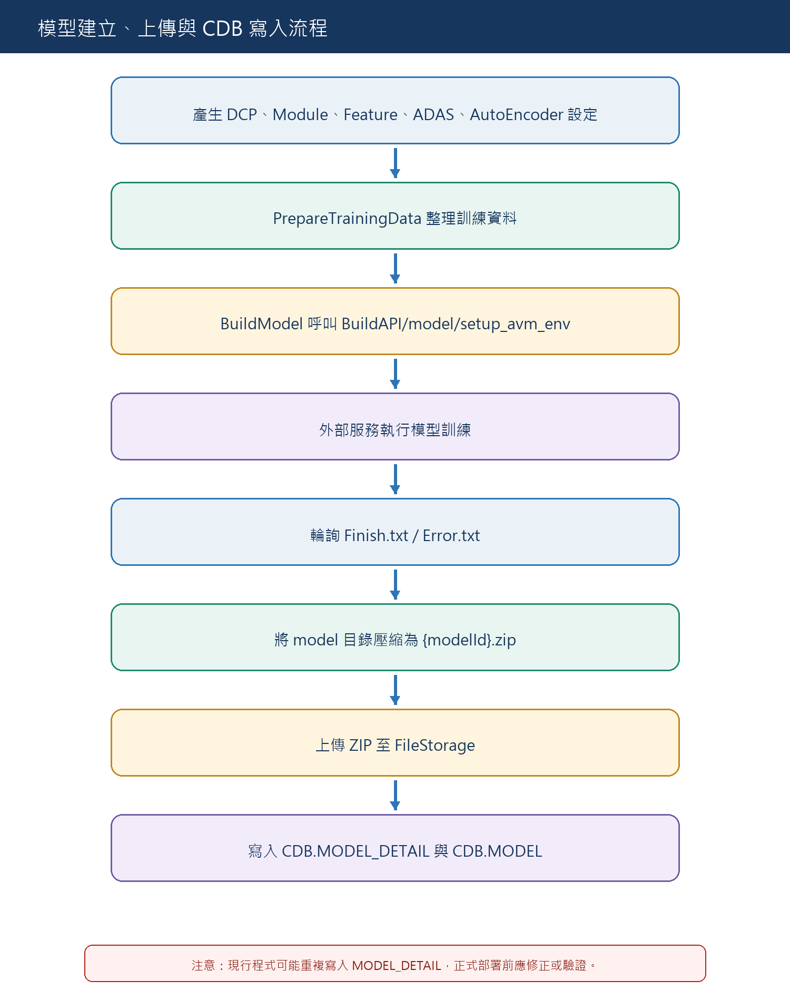 模型建立、上傳與 CDB 寫入流程
產生 DCP、Module、Feature、ADAS、AutoEncoder 設定
PrepareTrainingData 整理訓練資料
BuildModel 呼叫 BuildAPI/model/setup_avm_env
外部服務執行模型訓練
輪詢 Finish.txt / Error.txt
將 model 目錄壓縮為 {modelId}.zip
上傳 ZIP 至 FileStorage
寫入 CDB.MODEL_DETAIL 與 CDB.MODEL
注意：現行程式可能重複寫入 MODEL_DETAIL，正式部署前應修正或驗證。